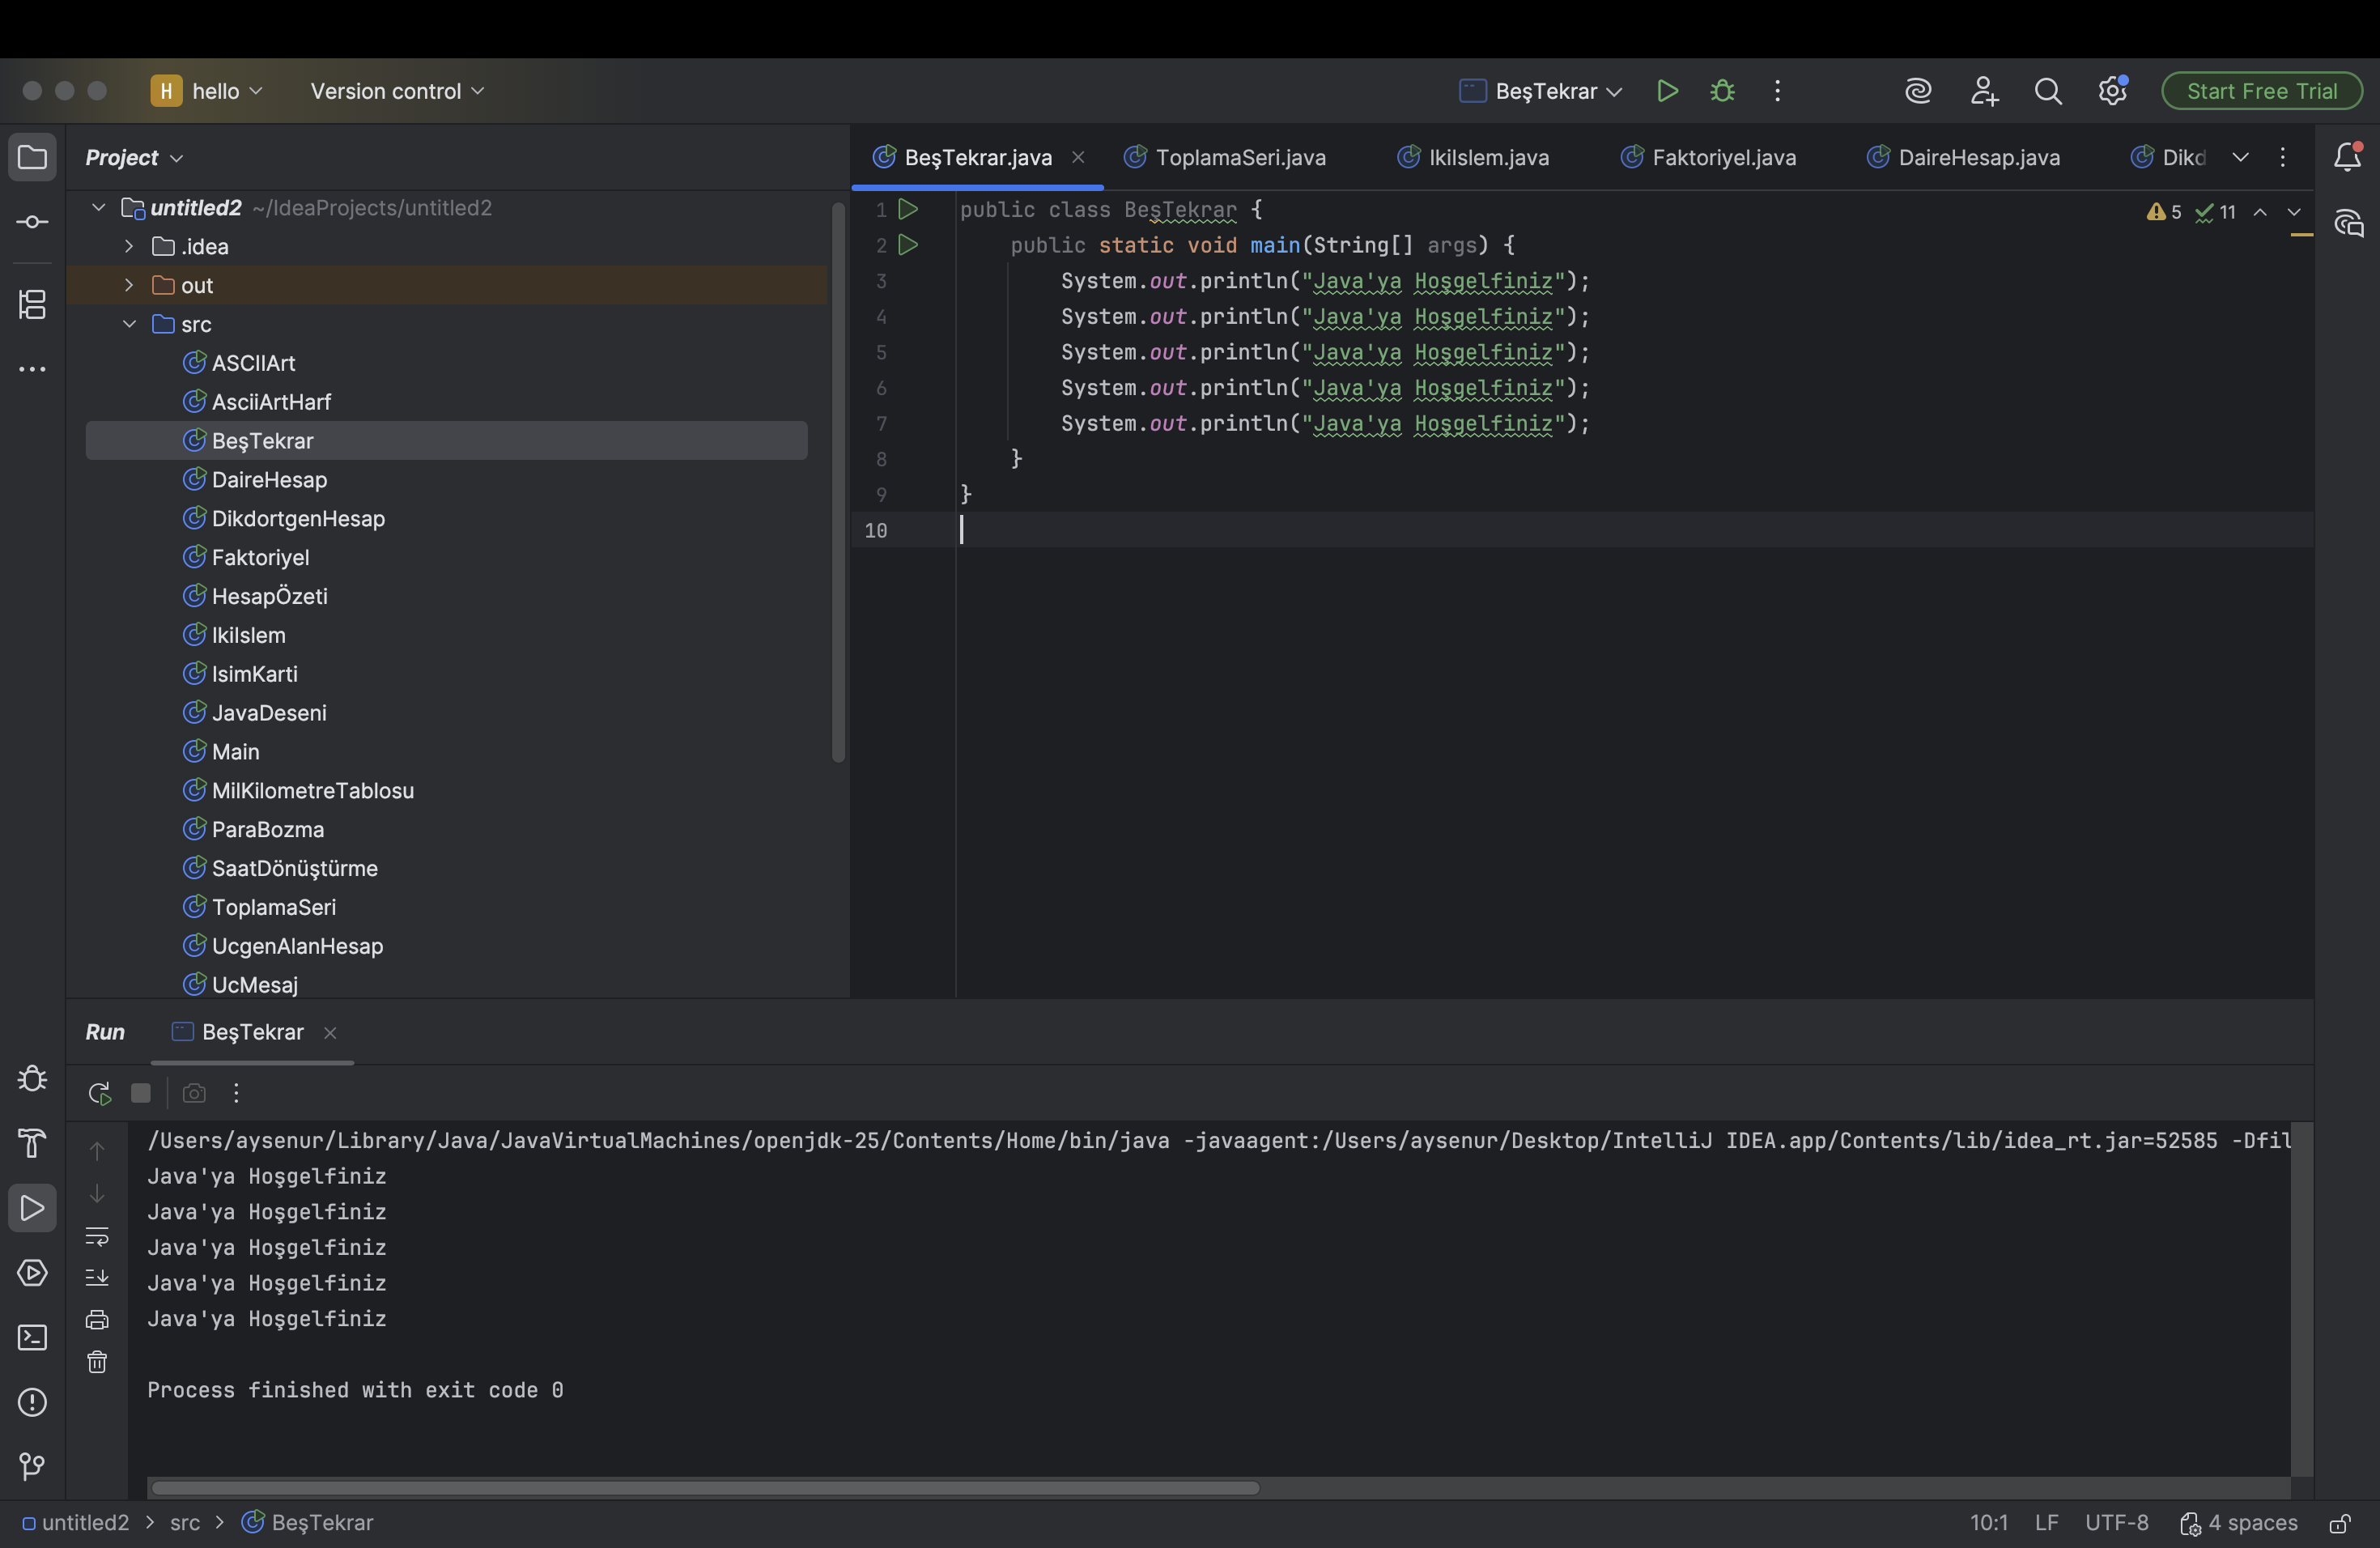 H hello Version control BeşTekrar Start Free Trial
Project
untitled2 ~/IdeaProjects/untitled2
.idea
out
src
ASCIIArt
AsciiArtHarf
BeşTekrar
DaireHesap
DikdortgenHesap
Faktoriyel
HesapÖzeti
IkiIslem
IsimKarti
JavaDeseni
Main
MilKilometreTablosu
ParaBozma
SaatDönüştürme
ToplamaSeri
UcgenAlanHesap
UcMesaj
BeşTekrar.java ToplamaSeri.java IkiIslem.java Faktoriyel.java DaireHesap.java Dikd
5 11
1 public class BeşTekrar {
2 public static void main(String[] args) {
3 System.out.println("Java'ya Hoşgelfiniz");
4 System.out.println("Java'ya Hoşgelfiniz");
5 System.out.println("Java'ya Hoşgelfiniz");
6 System.out.println("Java'ya Hoşgelfiniz");
7 System.out.println("Java'ya Hoşgelfiniz");
8 }
9 }
10
Run BeşTekrar
/Users/aysenur/Library/Java/JavaVirtualMachines/openjdk-25/Contents/Home/bin/java -javaagent:/Users/aysenur/Desktop/IntelliJ IDEA.app/Contents/lib/idea_rt.jar=52585 -Dfil
Java'ya Hoşgelfiniz
Java'ya Hoşgelfiniz
Java'ya Hoşgelfiniz
Java'ya Hoşgelfiniz
Java'ya Hoşgelfiniz
Process finished with exit code 0
untitled2 > src > BeşTekrar 10:1 LF UTF-8 4 spaces